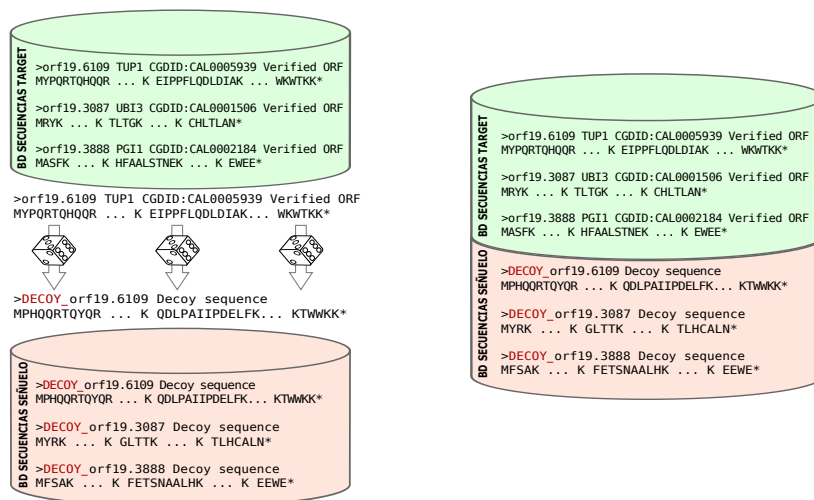 BD SECUENCIAS TARGET
>orf19.6109 TUP1 CGDID:CAL0005939 Verified ORF
MYPQRTQHQQR ... K EIPPFLQDLDIAK ... WKWTKK*
>orf19.3087 UBI3 CGDID:CAL0001506 Verified ORF
MRYK ... K TLTGK ... K CHLTLAN*
>orf19.3888 PGI1 CGDID:CAL0002184 Verified ORF
MASFK ... K HFAALSTNEK ... K EWEE*
>orf19.6109 TUP1 CGDID:CAL0005939 Verified ORF
MYPQRTQHQQR ... K EIPPFLQDLDIAK... WKWTKK*
>DECOY_orf19.6109 Decoy sequence
MPHQQRTQYQR ... K QDLPAIIPDELFK... KTWWKK*
BD SECUENCIAS SEÑUELO
>DECOY_orf19.6109 Decoy sequence
MPHQQRTQYQR ... K QDLPAIIPDELFK... KTWWKK*
>DECOY_orf19.3087 Decoy sequence
MYRK ... K GLTTK ... K TLHCALN*
>DECOY_orf19.3888 Decoy sequence
MFSAK ... K FETSNAALHK ... K EEWE*
BD SECUENCIAS TARGET
>orf19.6109 TUP1 CGDID:CAL0005939 Verified ORF
MYPQRTQHQQR ... K EIPPFLQDLDIAK ... WKWTKK*
>orf19.3087 UBI3 CGDID:CAL0001506 Verified ORF
MRYK ... K TLTGK ... K CHLTLAN*
>orf19.3888 PGI1 CGDID:CAL0002184 Verified ORF
MASFK ... K HFAALSTNEK ... K EWEE*
BD SECUENCIAS SEÑUELO
>DECOY_orf19.6109 Decoy sequence
MPHQQRTQYQR ... K QDLPAIIPDELFK... KTWWKK*
>DECOY_orf19.3087 Decoy sequence
MYRK ... K GLTTK ... K TLHCALN*
>DECOY_orf19.3888 Decoy sequence
MFSAK ... K FETSNAALHK ... K EEWE*